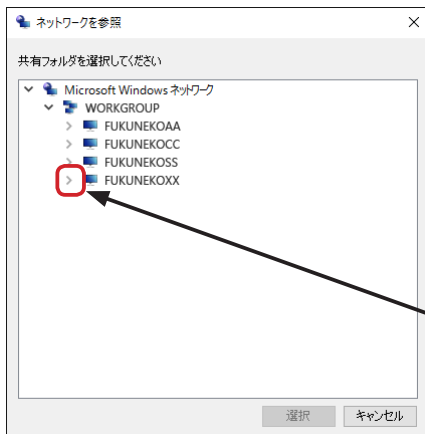 ネットワークを参照
共有フォルダを選択してください
Microsoft Windows ネットワーク
WORKGROUP
FUKUNEKOAA
FUKUNEKOCC
FUKUNEKOSS
FUKUNEKOXX
選択 キャンセル